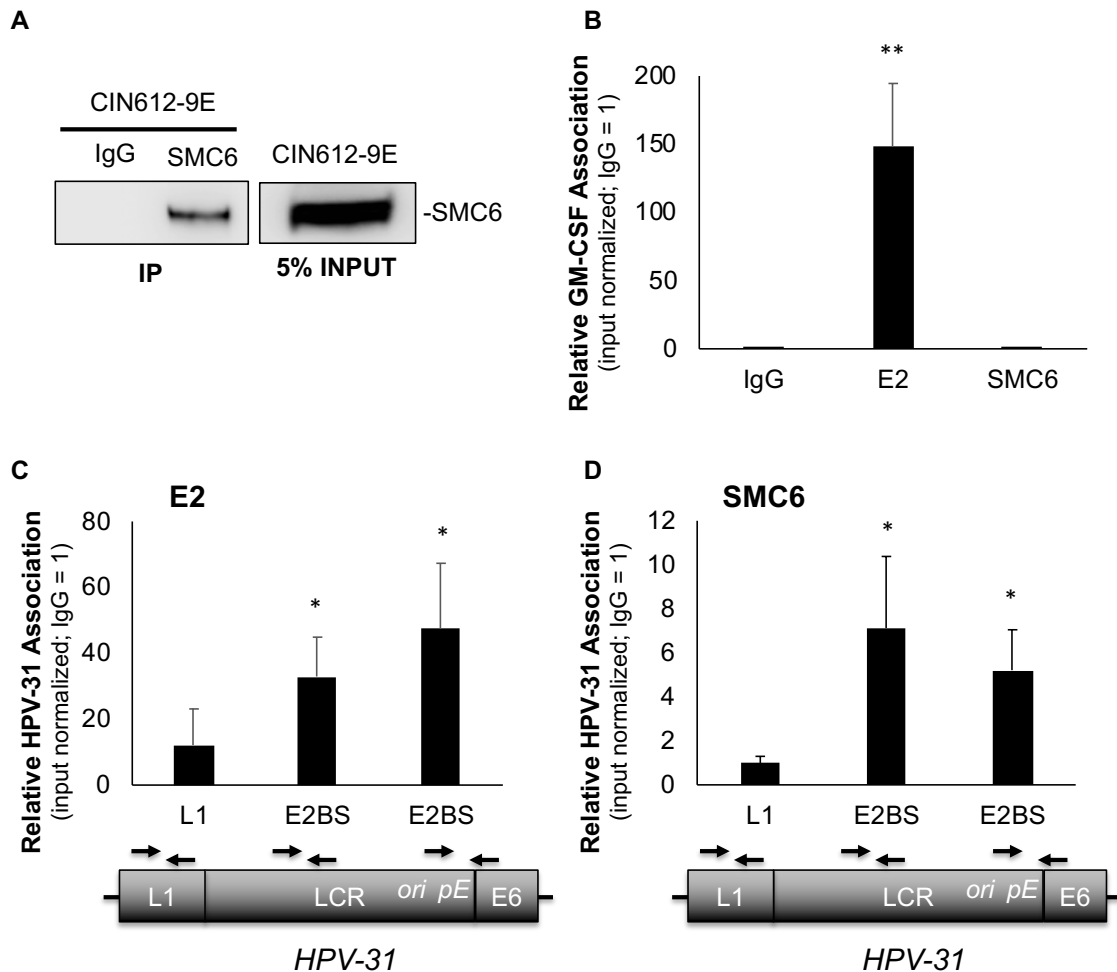 A
CIN612-9E
IgG SMC6
CIN612-9E
-SMC6
IP
5% INPUT
B
Relative GM-CSF Association
(input normalized; IgG = 1)
**
200
150
100
50
0
IgG E2 SMC6
C
E2
Relative HPV-31 Association
(input normalized; IgG = 1)
80
60
40
20
0
*
*
L1 E2BS E2BS
L1 LCR ori pE E6
HPV-31
D
SMC6
Relative HPV-31 Association
(input normalized; IgG = 1)
12
10
8
6
4
2
0
*
*
L1 E2BS E2BS
L1 LCR ori pE E6
HPV-31